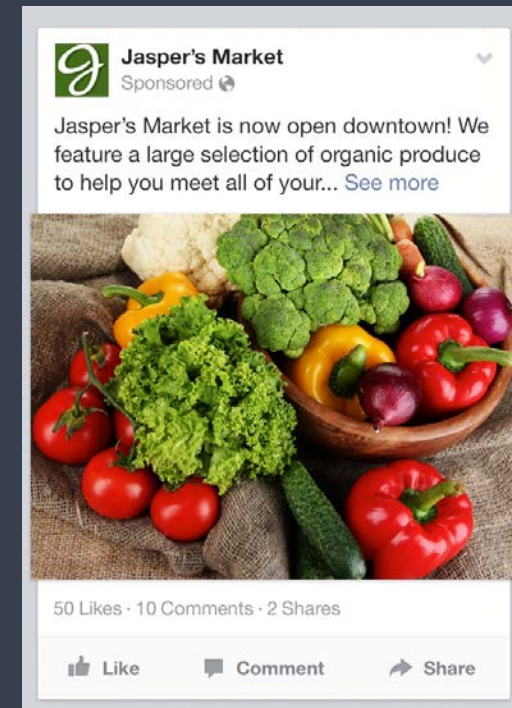 Jasper's Market
Sponsored
Jasper's Market is now open downtown! We
feature a large selection of organic produce
to help you meet all of your... See more
50 Likes · 10 Comments · 2 Shares
Like Comment Share